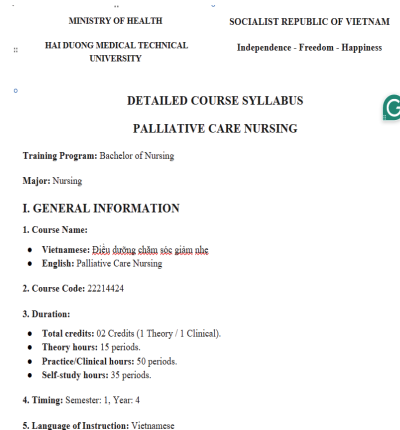 MINISTRY OF HEALTH
SOCIALIST REPUBLIC OF VIETNAM
HAI DUONG MEDICAL TECHNICAL
UNIVERSITY
Independence - Freedom - Happiness
DETAILED COURSE SYLLABUS
PALLIATIVE CARE NURSING
Training Program: Bachelor of Nursing
Major: Nursing
I. GENERAL INFORMATION
1. Course Name:
● Vietnamese: Điều dưỡng chăm sóc giảm nhẹ
● English: Palliative Care Nursing
2. Course Code: 22214424
3. Duration:
● Total credits: 02 Credits (1 Theory / 1 Clinical).
● Theory hours: 15 periods.
● Practice/Clinical hours: 50 periods.
● Self-study hours: 35 periods.
4. Timing: Semester: 1, Year: 4
5. Language of Instruction: Vietnamese